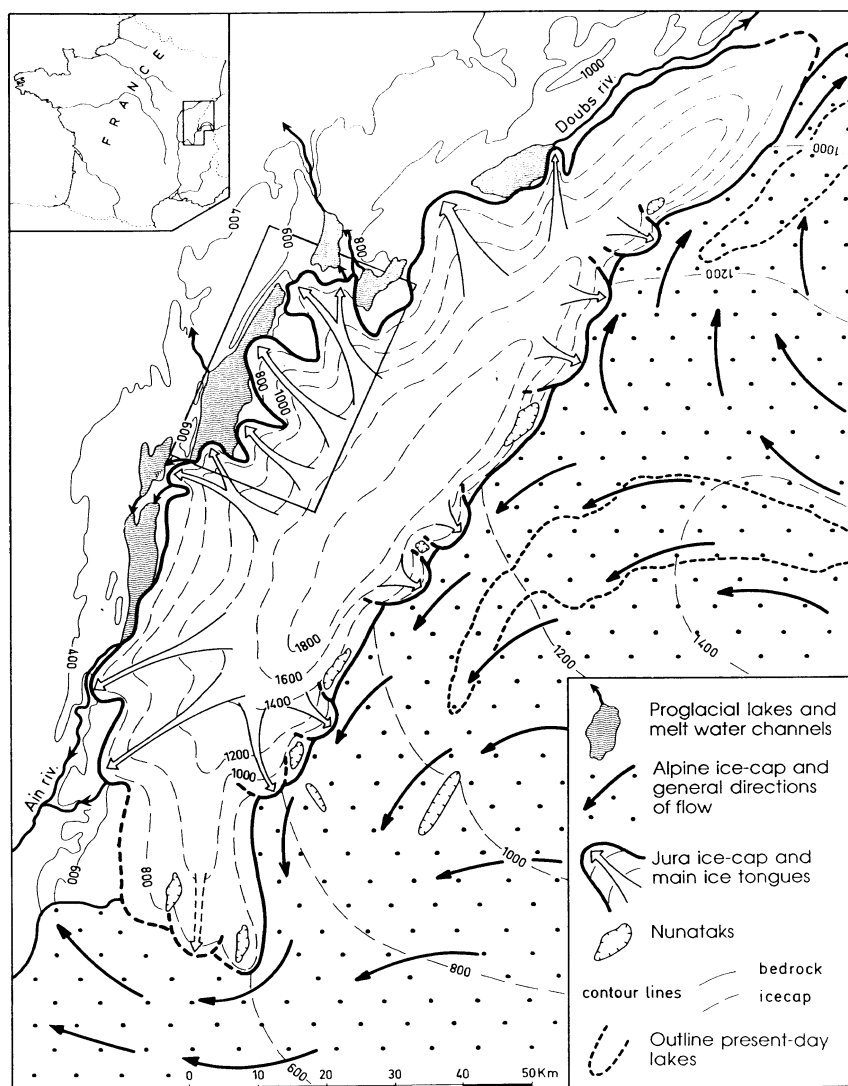 FRANCE
Doubs riv.
1000
1000
1200
400
600
800
800
1000
600
400
1800
1600
1400
1200
1000
1200
1400
Ain riv.
600
800
1000
800
600
0 10 20 30 40 50 Km
Proglacial lakes and
melt water channels
Alpine ice-cap and
general directions
of flow
Jura ice-cap and
main ice tongues
Nunataks
contour lines
bedrock
icecap
Outline present-day
lakes